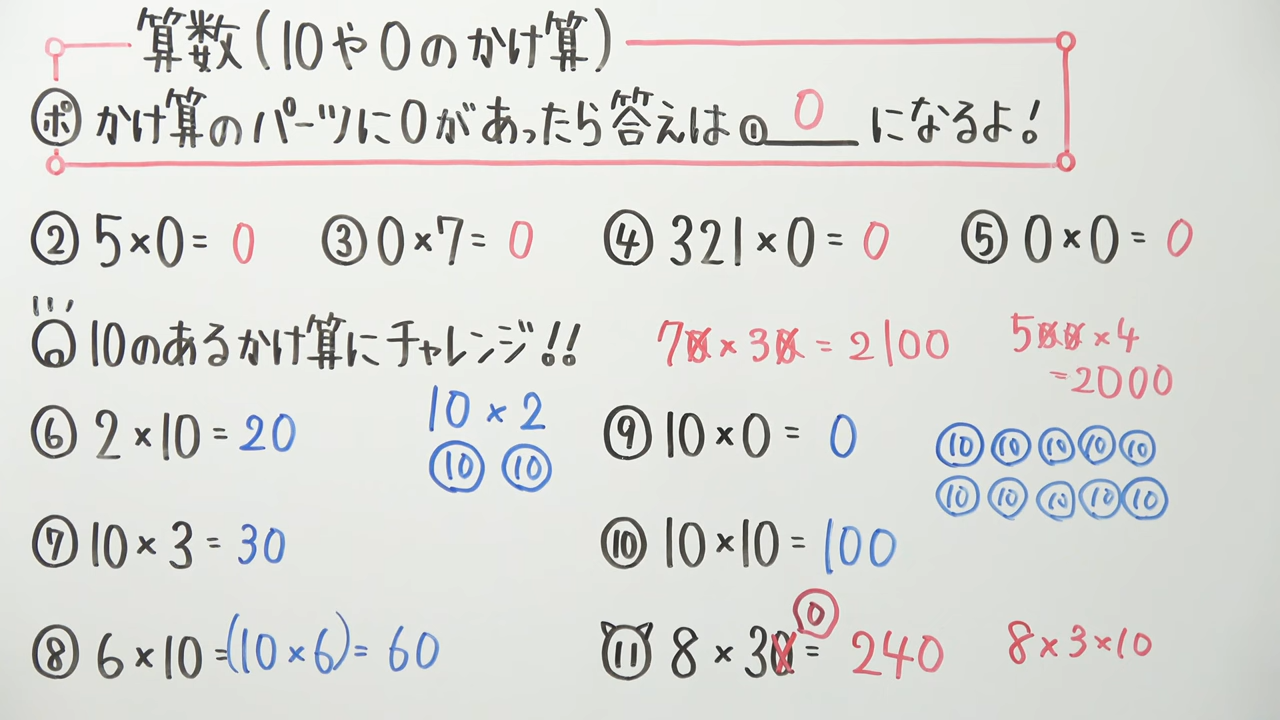 算数(10や0のかけ算)
ポ かけ算のパーツに0があったら答えは① 0 になるよ!
② 5×0= 0 ③ 0×7= 0 ④ 321×0= 0 ⑤ 0×0= 0
10のあるかけ算にチャレンジ!!
70×30=2100
500×4
=2000
⑥ 2×10=20
10×2
10 10
⑨ 10×0= 0
10 10 10 10 10
10 10 10 10 10
⑦ 10×3=30
⑩ 10×10=100
⑧ 6×10=(10×6)=60
⑪ 8×30= 240
0
8×3×10